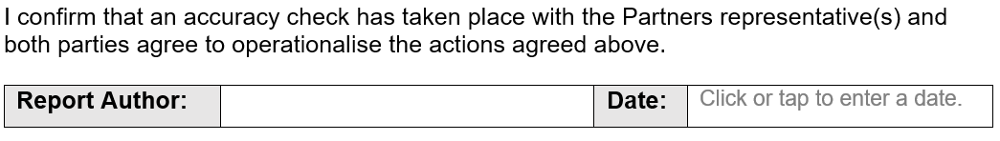 I confirm that an accuracy check has taken place with the Partners representative(s) and
both parties agree to operationalise the actions agreed above.
Report Author: Date: Click or tap to enter a date.